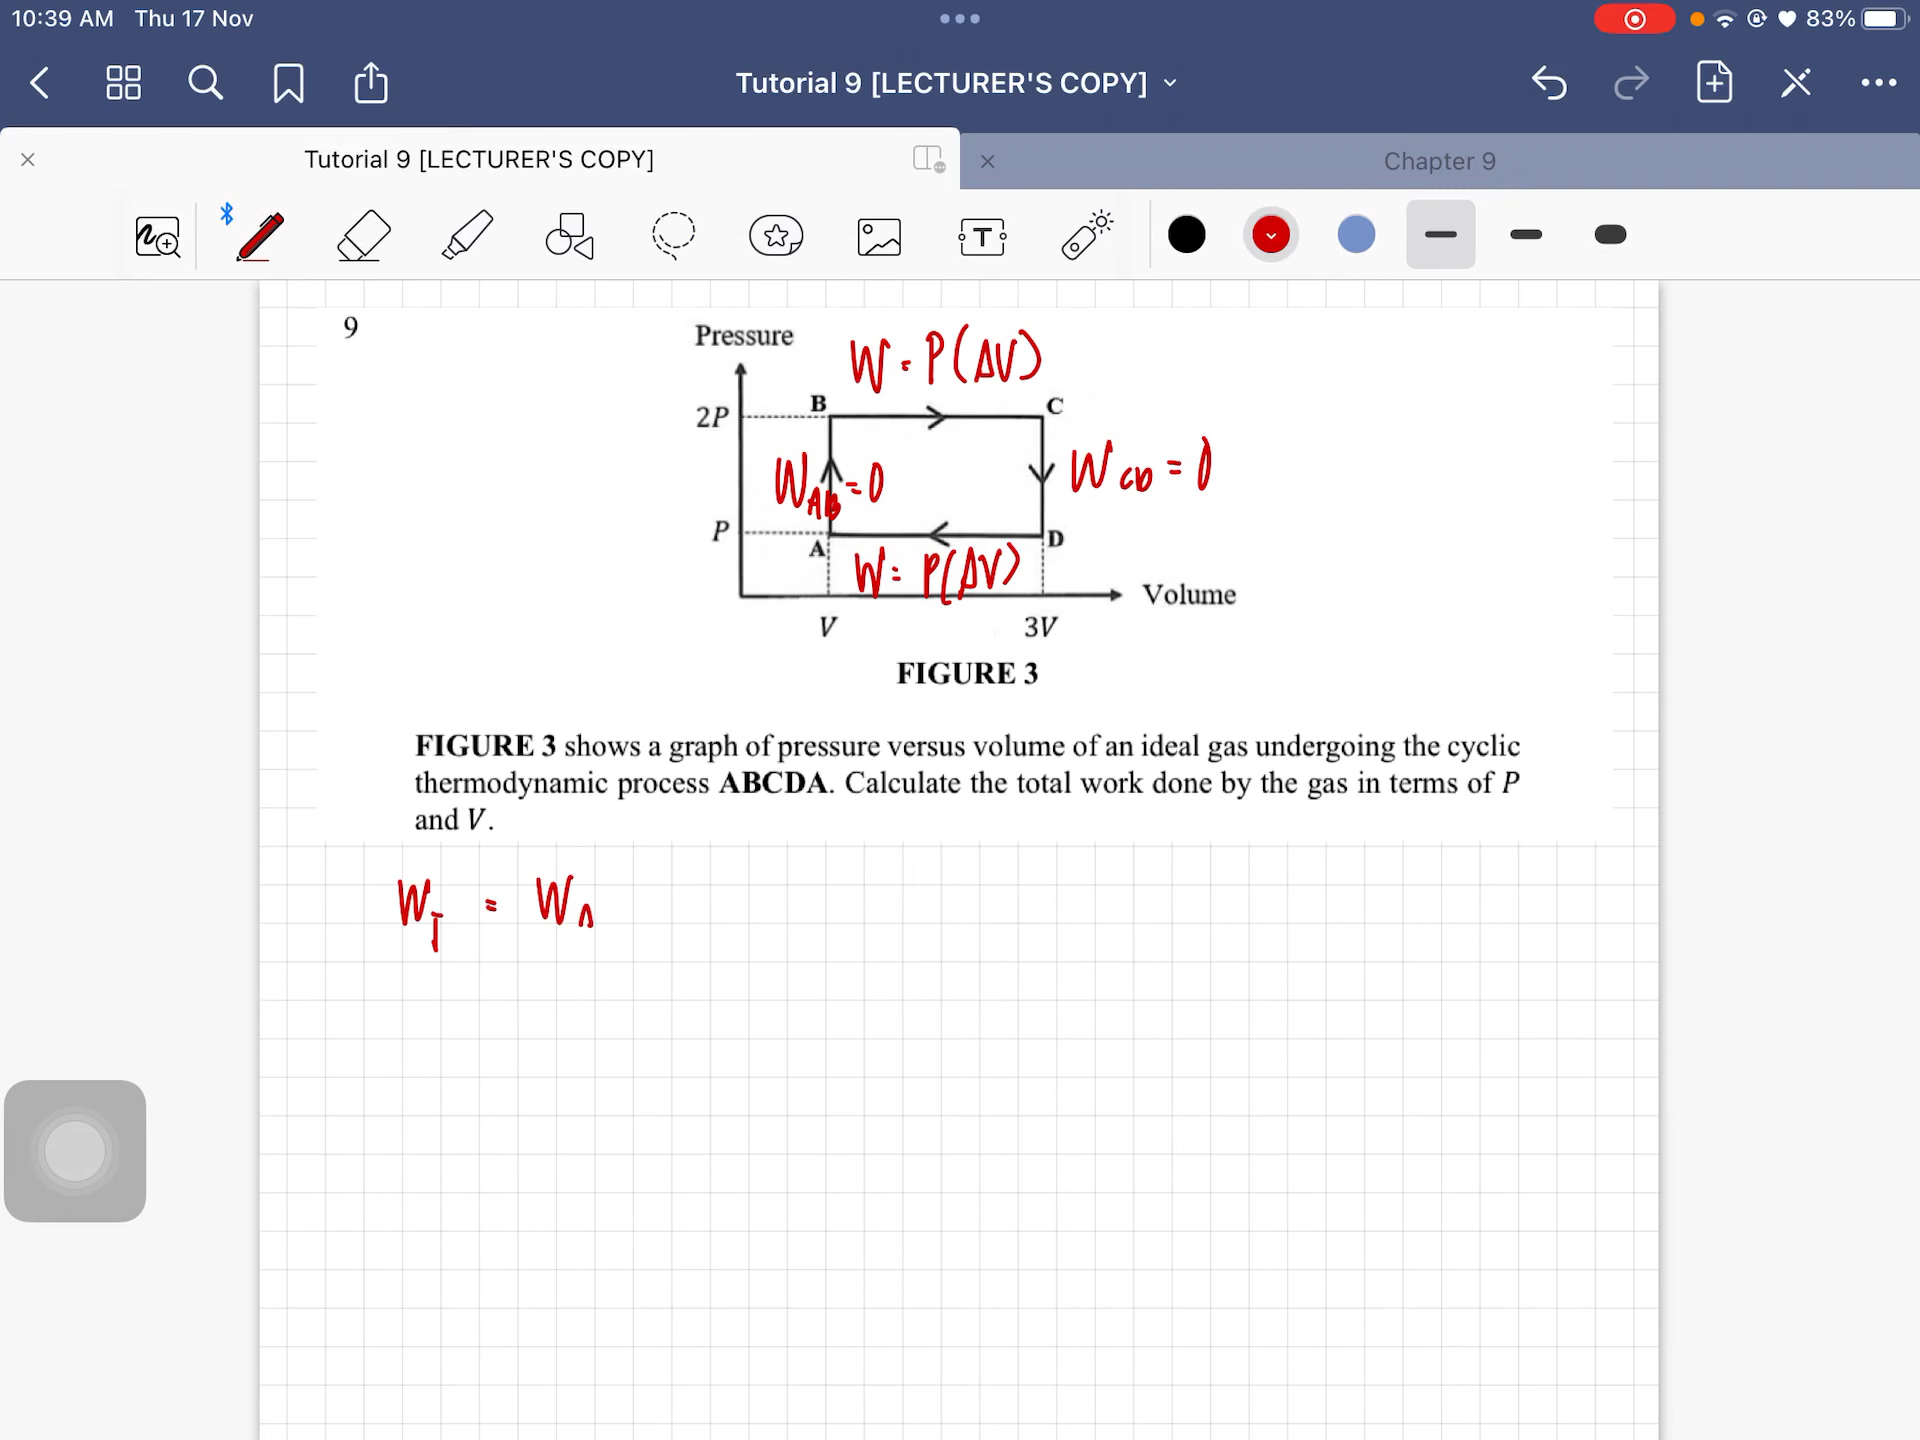 10:39 AM Thu 17 Nov
83%
Tutorial 9 [LECTURER'S COPY]
Tutorial 9 [LECTURER'S COPY]
Chapter 9
T
9
Pressure
W = P(ΔV)
2P
B
C
W_AB = 0
W_CD = 0
P
A
D
W = P(ΔV)
Volume
V
3V
FIGURE 3
FIGURE 3 shows a graph of pressure versus volume of an ideal gas undergoing the cyclic
thermodynamic process ABCDA. Calculate the total work done by the gas in terms of P
and V.
W_T = W_A